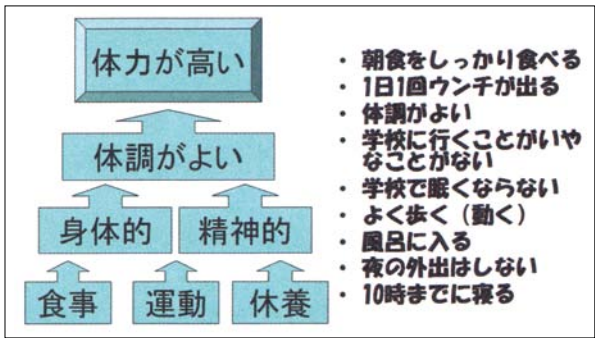 体力が高い
体調がよい
身体的
精神的
食事
運動
休養
・ 朝食をしっかり食べる
・ 1日1回ウンチが出る
・ 体調がよい
・ 学校に行くことがいや
なことがない
・ 学校で眠くならない
・ よく歩く（動く）
・ 風呂に入る
・ 夜の外出はしない
・ 10時までに寝る